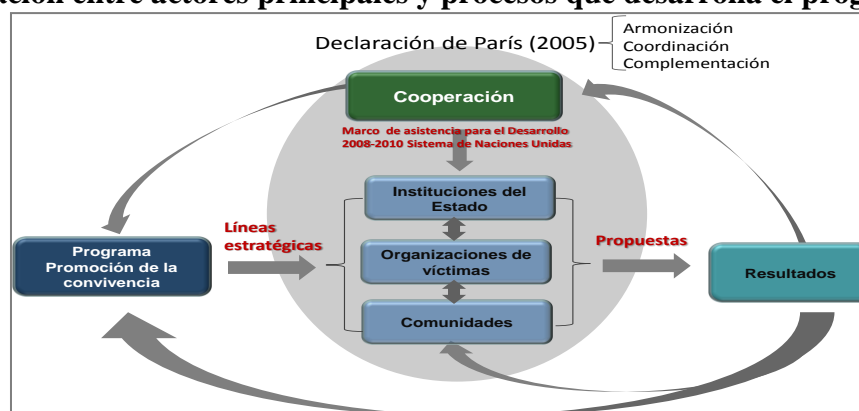 ación entre actores principales y procesos que desarrolla el prog
Declaración de París (2005)
Armonización
Coordinación
Complementación
Cooperación
Marco de asistencia para el Desarrollo
2008-2010 Sistema de Naciones Unidas
Instituciones del
Estado
Líneas
estratégicas
Propuestas
Programa
Promoción de la
convivencia
Organizaciones de
víctimas
Resultados
Comunidades